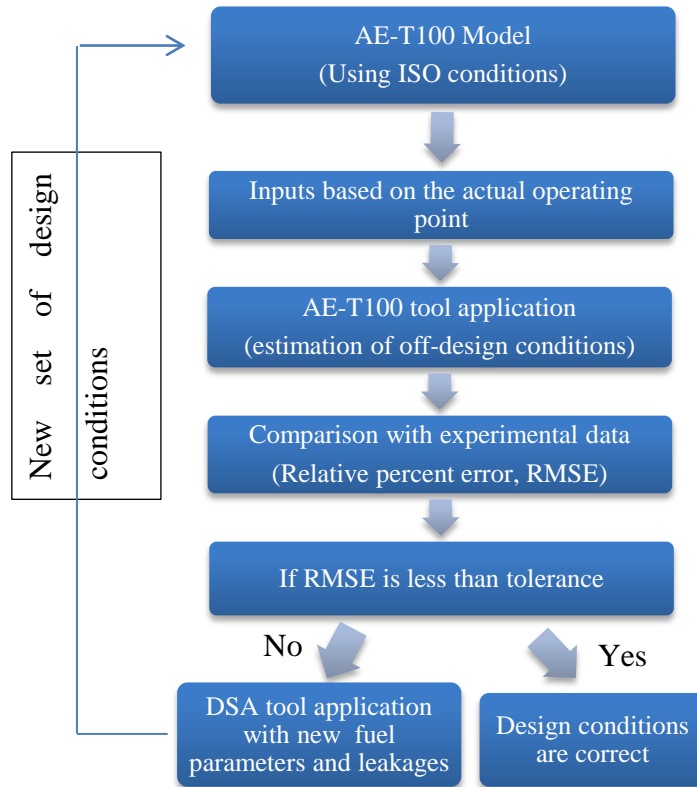 AE-T100 Model
(Using ISO conditions)
Inputs based on the actual operating
point
AE-T100 tool application
(estimation of off-design conditions)
Comparison with experimental data
(Relative percent error, RMSE)
If RMSE is less than tolerance
No
Yes
DSA tool application
with new fuel
parameters and leakages
Design conditions
are correct
New set of design
conditions